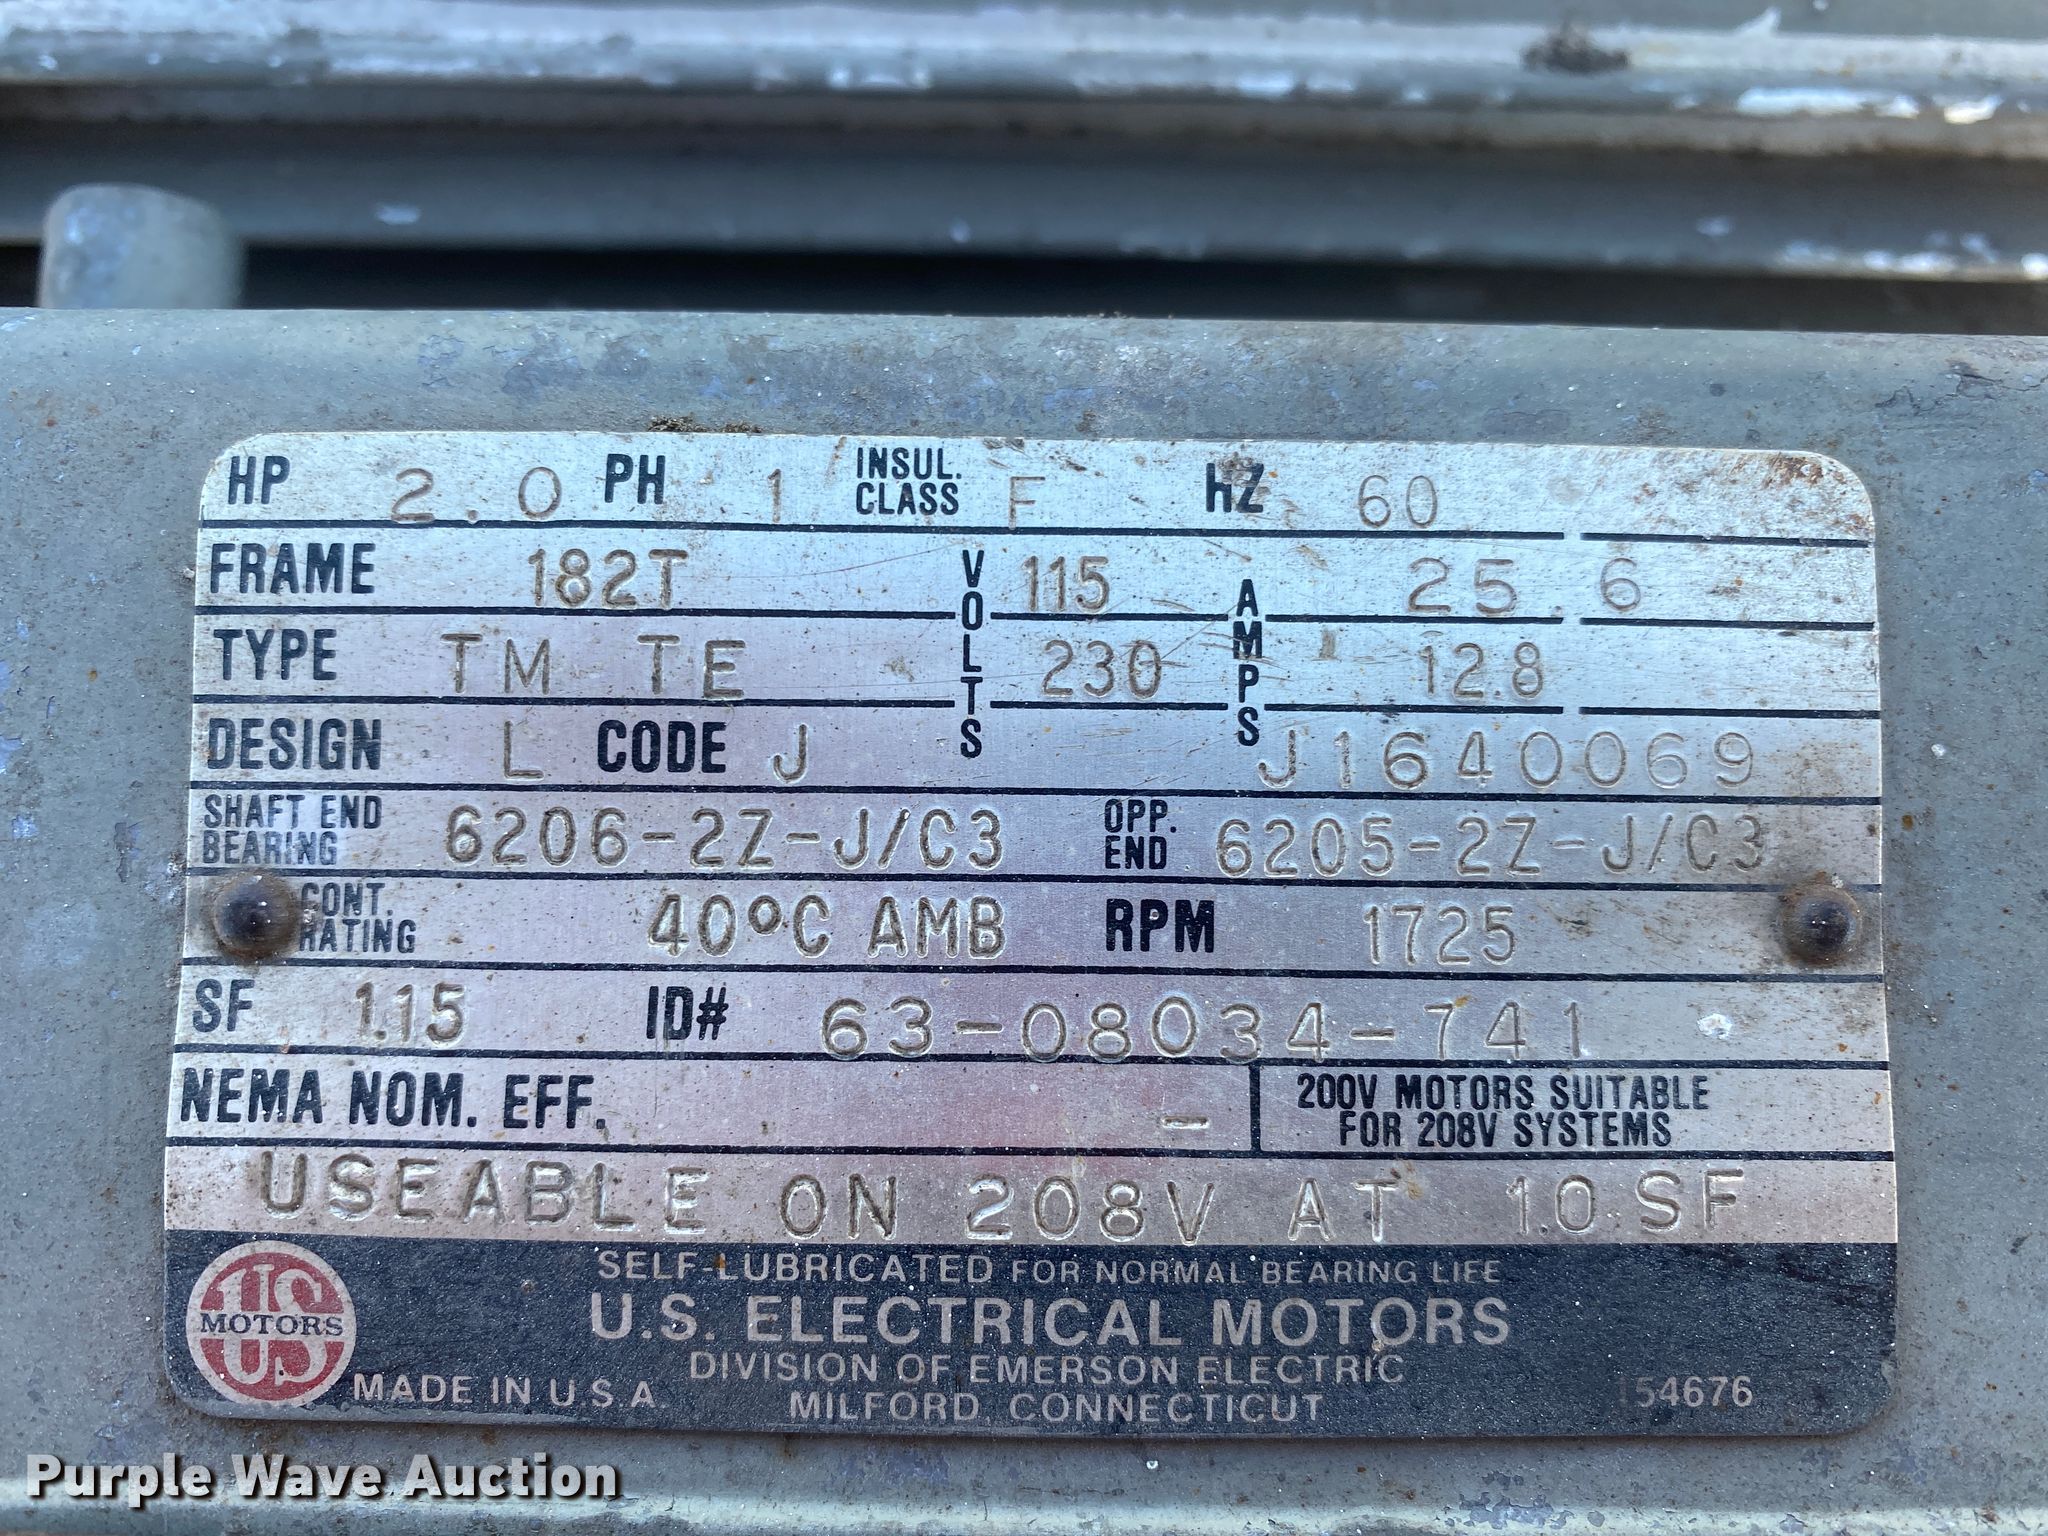 HP 2.0 PH 1 INSUL. CLASS F HZ 60
FRAME 182T VOLTS 115 AMPS 25.6
TYPE TM TE 230 12.8
DESIGN L CODE J J1640069
SHAFT END BEARING 6206-2Z-J/C3 OPP. END 6205-2Z-J/C3
CONT. RATING 40°C AMB RPM 1725
SF 1.15 ID# 63-08034-741
NEMA NOM. EFF. - 200V MOTORS SUITABLE
FOR 208V SYSTEMS
USEABLE ON 208V AT 1.0 SF
SELF-LUBRICATED FOR NORMAL BEARING LIFE
U.S. ELECTRICAL MOTORS
DIVISION OF EMERSON ELECTRIC
MILFORD, CONNECTICUT
US MOTORS
MADE IN U.S.A.
154676
Purple Wave Auction